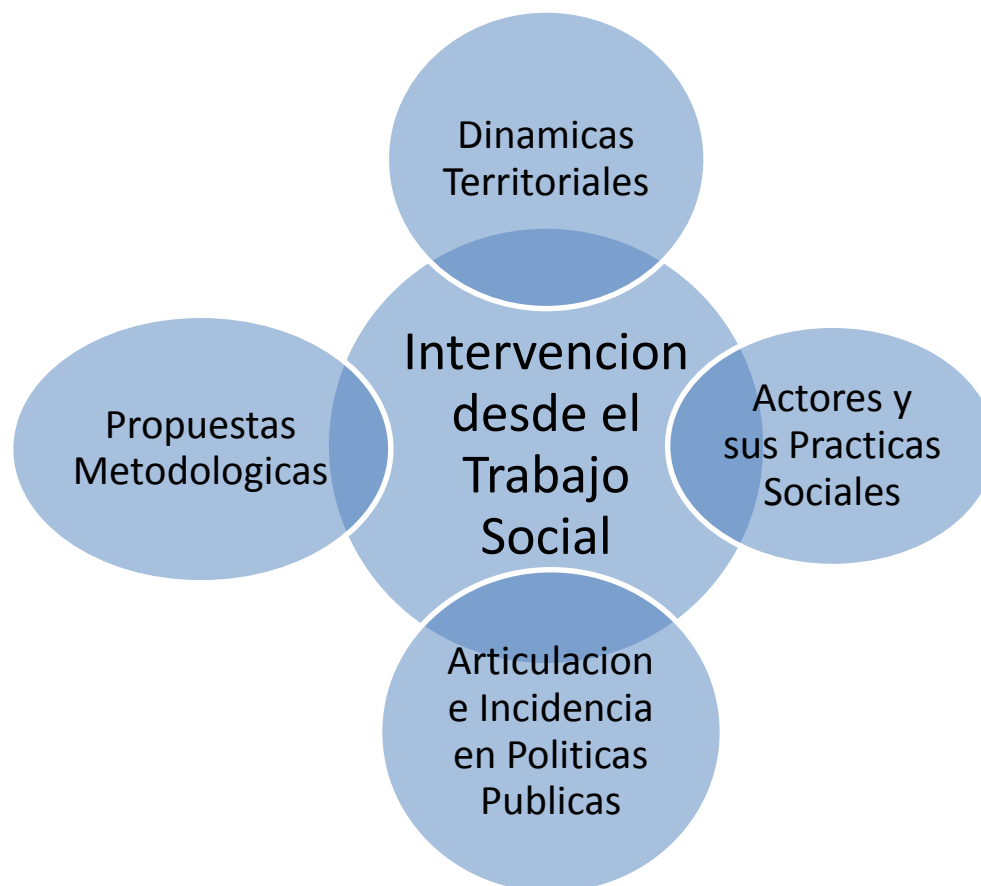 Dinamicas
Territoriales
Intervencion
desde el
Trabajo
Social
Propuestas
Metodologicas
Actores y
sus Practicas
Sociales
Articulacion
e Incidencia
en Politicas
Publicas